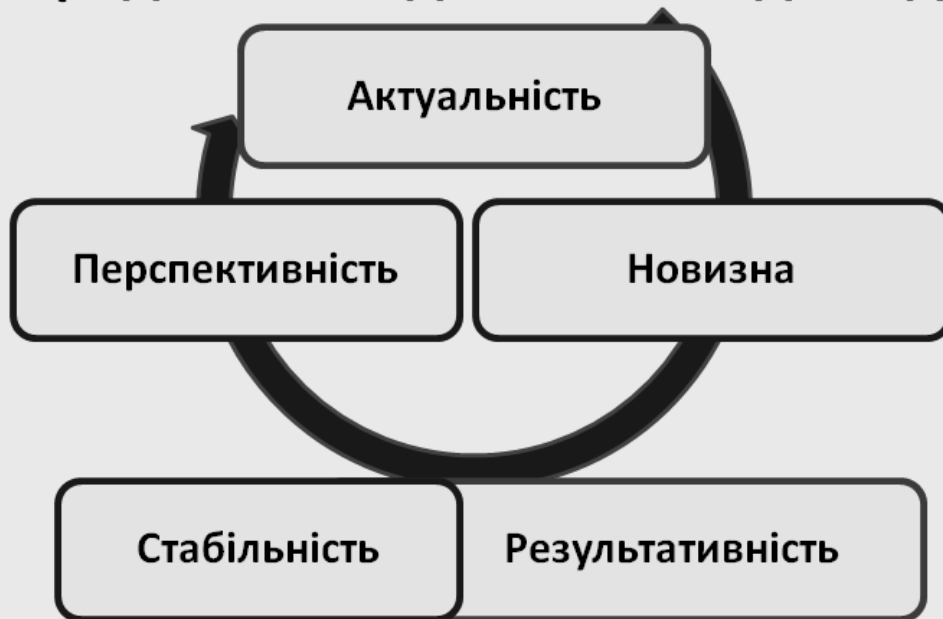 Актуальність
Перспективність Новизна
Стабільність Результативність